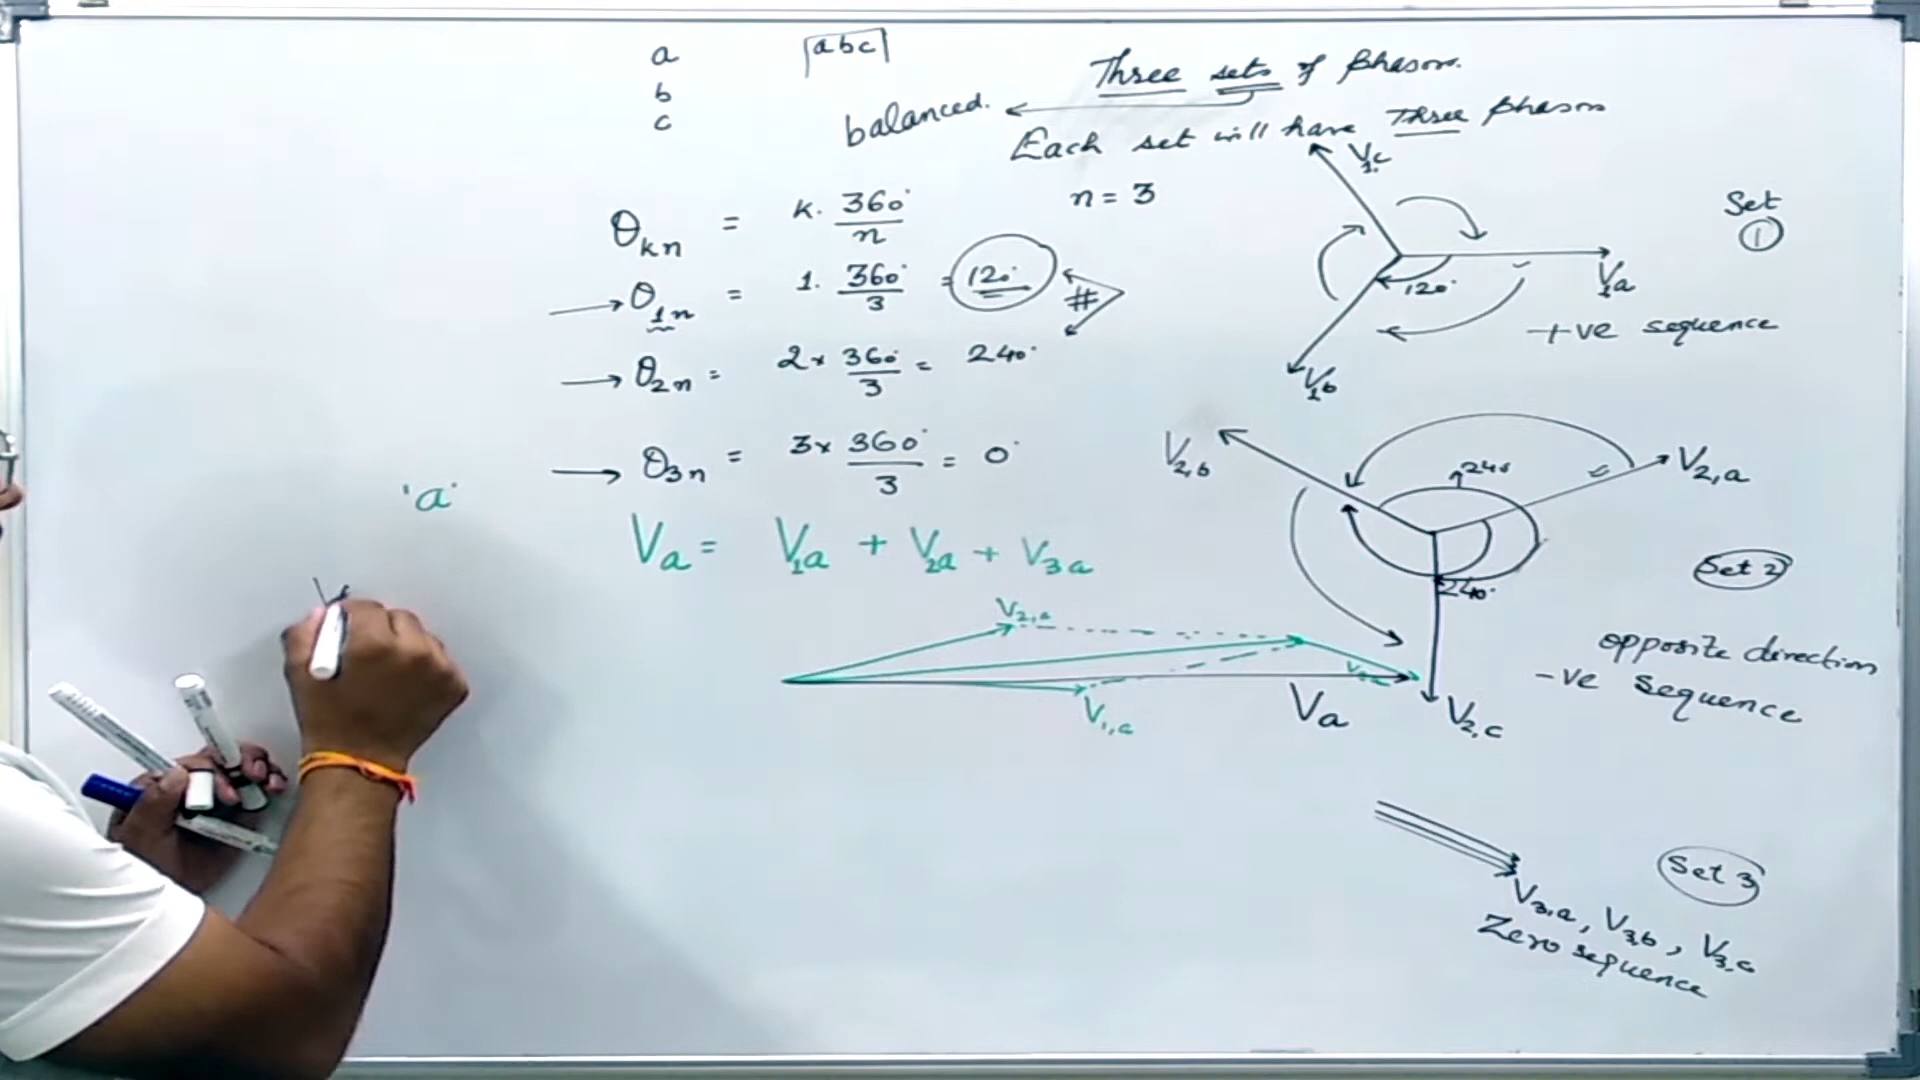 a
b
c
abc
Three sets of phasors.
balanced.
Each set will have Three phasors
θkn = k. 360°/n
n = 3
θ1n = 1. 360°/3 = 120°
#
θ2n = 2 × 360°/3 = 240°
θ3n = 3 × 360°/3 = 0°
'a'
Va = V1a + V2a + V3a
V2,a
V1,a
Va
V1c
V1a
V1b
120°
Set
1
+ve sequence
V2,b
V2,a
240
240°
V2,c
Set 2
opposite direction
-ve sequence
Set 3
V3,a, V3,b, V3,c
Zero sequence